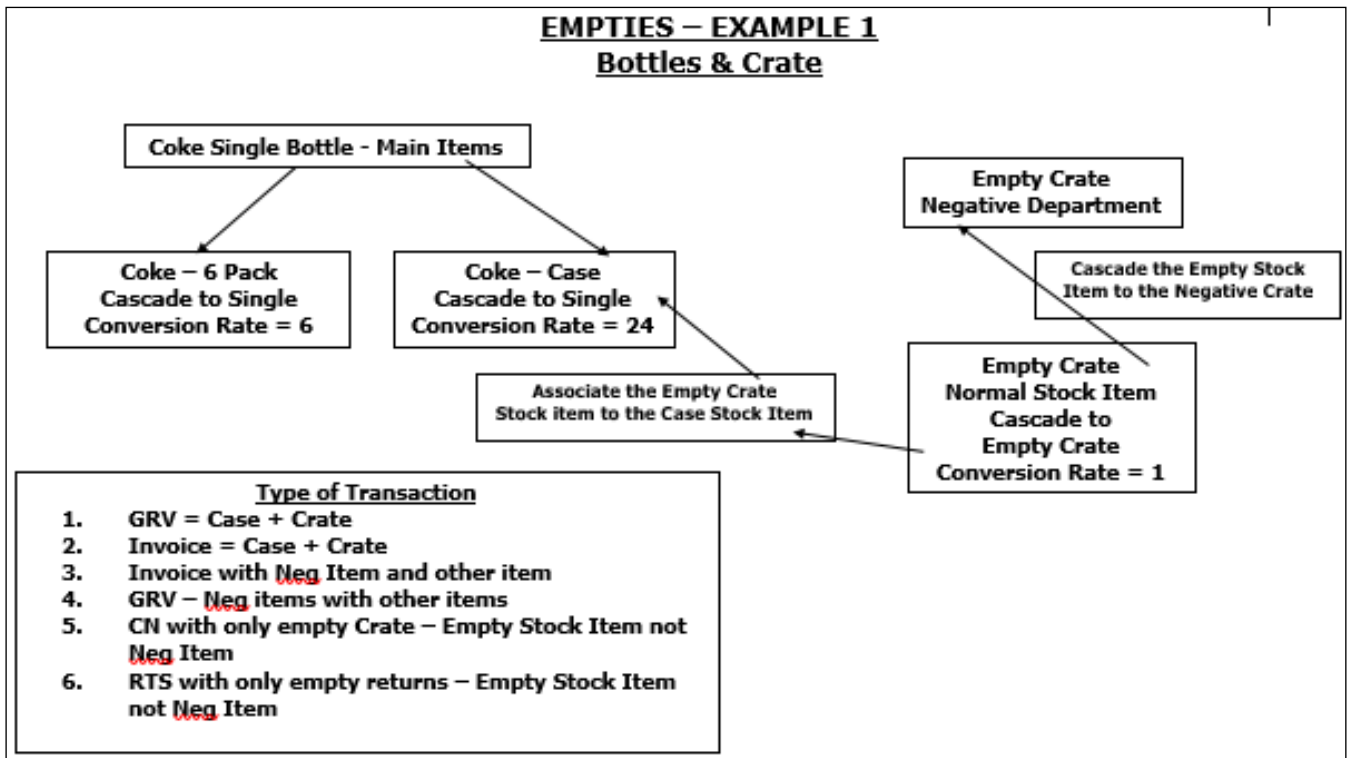 EMPTIES – EXAMPLE 1
Bottles & Crate
Coke Single Bottle - Main Items
Empty Crate
Negative Department
Coke – 6 Pack
Cascade to Single
Conversion Rate = 6
Coke – Case
Cascade to Single
Conversion Rate = 24
Cascade the Empty Stock
Item to the Negative Crate
Associate the Empty Crate
Stock item to the Case Stock Item
Empty Crate
Normal Stock Item
Cascade to
Empty Crate
Conversion Rate = 1
Type of Transaction
1. GRV = Case + Crate
2. Invoice = Case + Crate
3. Invoice with Neg Item and other item
4. GRV – Neg items with other items
5. CN with only empty Crate – Empty Stock Item not
Neg Item
6. RTS with only empty returns – Empty Stock Item
not Neg Item